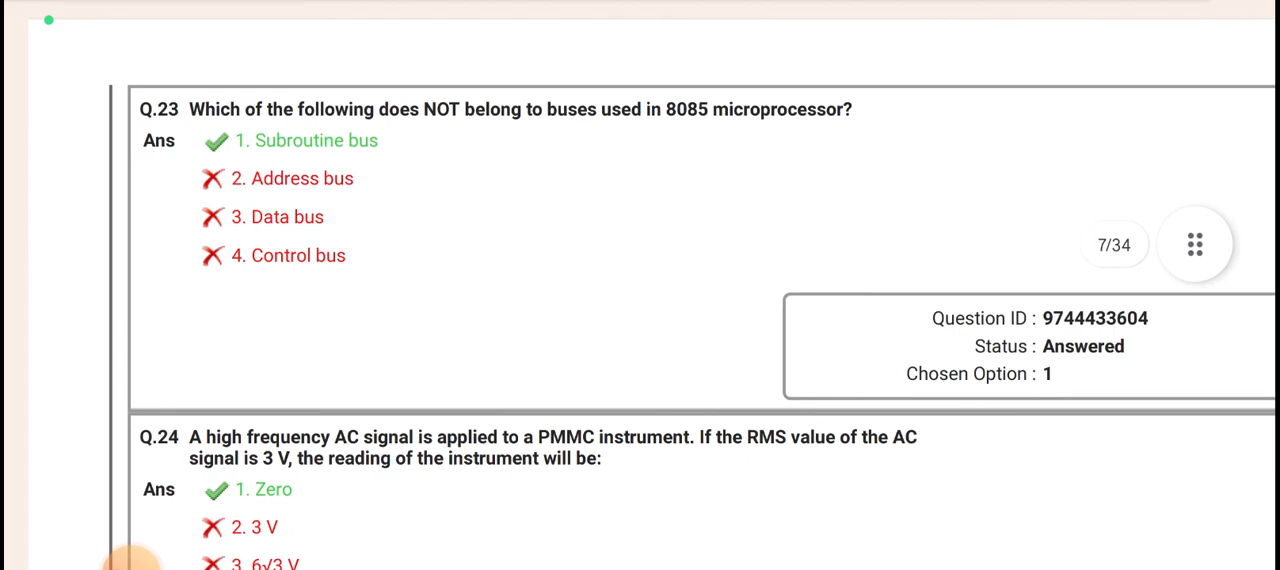 Q.23 Which of the following does NOT belong to buses used in 8085 microprocessor?
Ans 1. Subroutine bus
2. Address bus
3. Data bus
4. Control bus
7/34
Question ID : 9744433604
Status : Answered
Chosen Option : 1
Q.24 A high frequency AC signal is applied to a PMMC instrument. If the RMS value of the AC
signal is 3 V, the reading of the instrument will be:
Ans 1. Zero
2. 3 V
3. 6√3 V